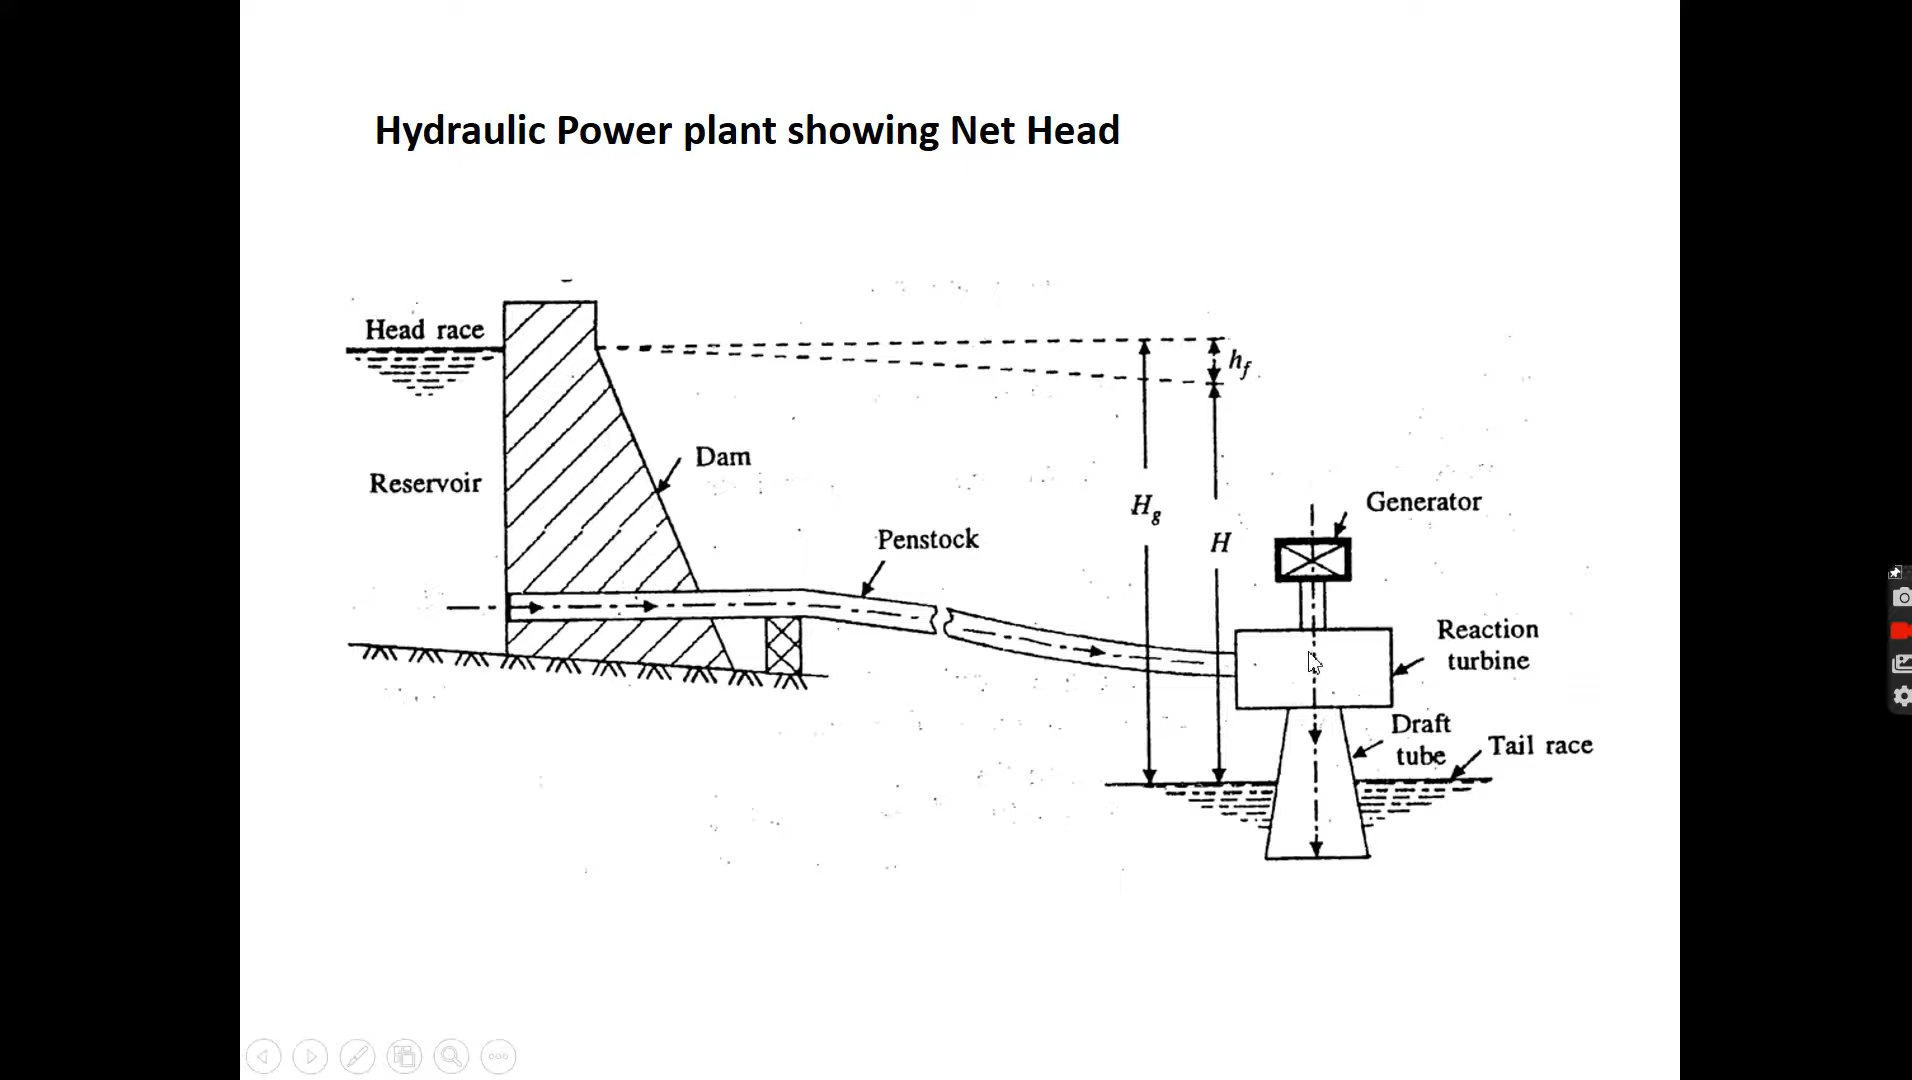 Hydraulic Power plant showing Net Head
Head race
h_f
Dam
Reservoir
Generator
H_g
Penstock
H
Reaction
turbine
Draft
tube
Tail race